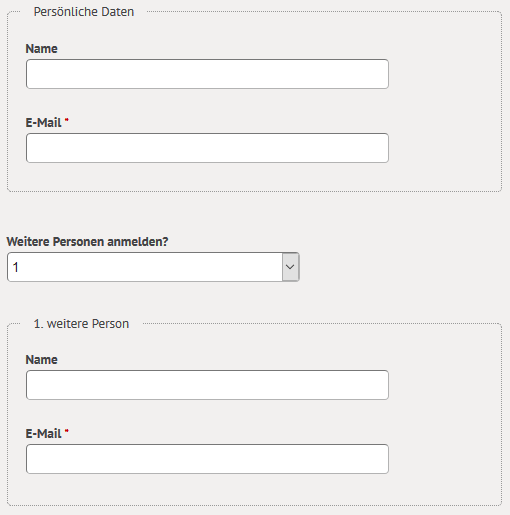 Persönliche Daten
Name
E-Mail *
Weitere Personen anmelden?
1
1. weitere Person
Name
E-Mail *